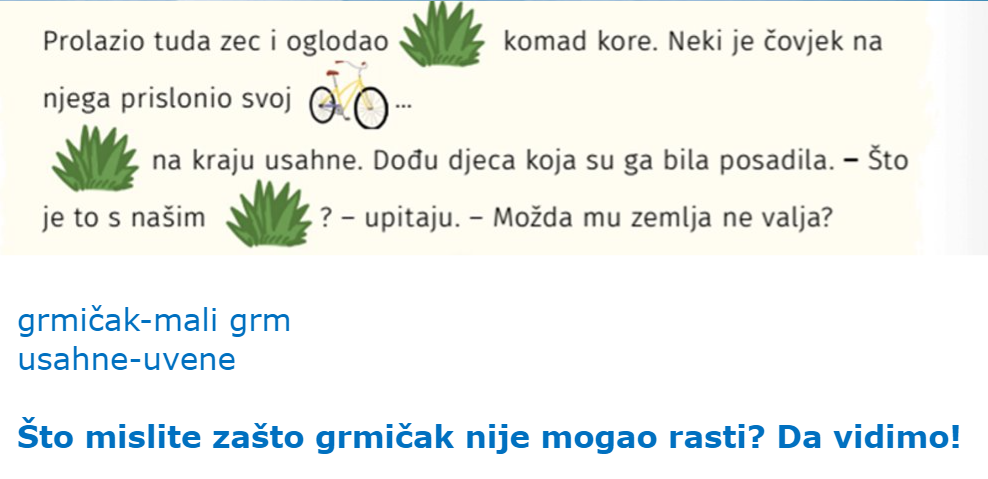 Prolazio tuda zec i oglodao komad kore. Neki je čovjek na
njega prislonio svoj ...
na kraju usahne. Dođu djeca koja su ga bila posadila. – Što
je to s našim ? – upitaju. – Možda mu zemlja ne valja?
grmičak-mali grm
usahne-uvene
Što mislite zašto grmičak nije mogao rasti? Da vidimo!